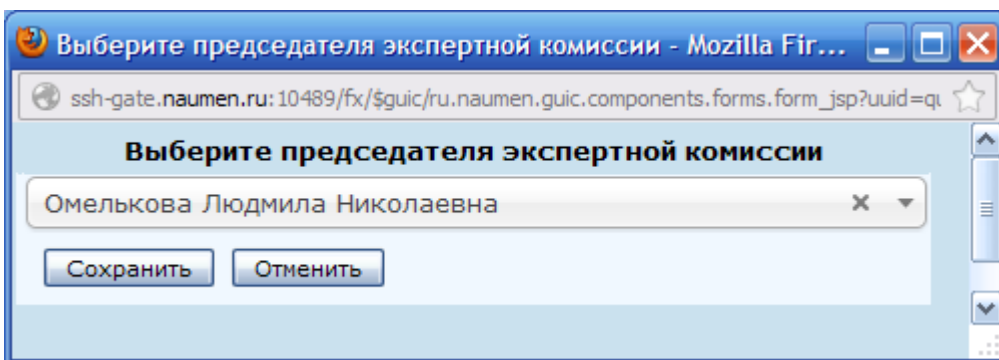 Выберите председателя экспертной комиссии - Mozilla Fir...
ssh-gate.naumen.ru:10489/fx/$guic/ru.naumen.guic.components.forms.form_jsp?uuid=qu
Выберите председателя экспертной комиссии
Омелькова Людмила Николаевна
Сохранить Отменить